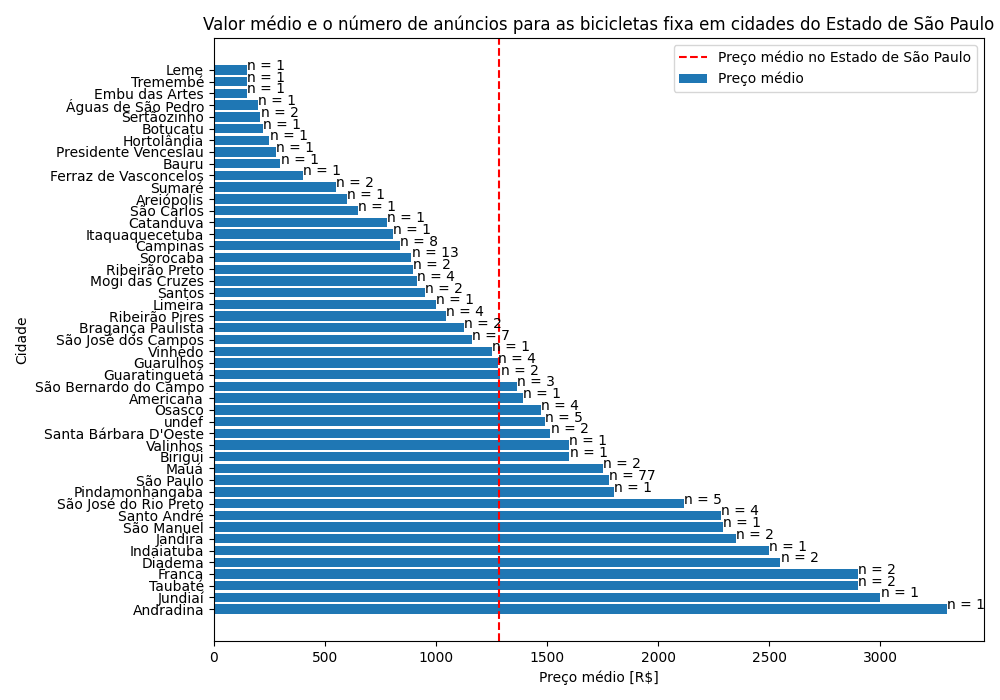 Valor médio e o número de anúncios para as bicicletas fixa em cidades do Estado de São Paulo
Preço médio no Estado de São Paulo
Preço médio
Cidade
Leme n = 1
Tremembé n = 1
Embu das Artes n = 1
Águas de São Pedro n = 1
Sertãozinho n = 2
Botucatu n = 1
Hortolândia n = 1
Presidente Venceslau n = 1
Bauru n = 1
Ferraz de Vasconcelos n = 1
Sumaré n = 2
Areiópolis n = 1
São Carlos n = 1
Catanduva n = 1
Itaquaquecetuba n = 1
Campinas n = 8
Sorocaba n = 13
Ribeirão Preto n = 2
Mogi das Cruzes n = 4
Santos n = 2
Limeira n = 1
Ribeirão Pires n = 4
Bragança Paulista n = 2
São José dos Campos n = 7
Vinhedo n = 1
Guarulhos n = 4
Guaratinguetá n = 2
São Bernardo do Campo n = 3
Americana n = 1
Osasco n = 4
undef n = 5
Santa Bárbara D'Oeste n = 2
Valinhos n = 1
Birigui n = 1
Mauá n = 2
São Paulo n = 77
Pindamonhangaba n = 1
São José do Rio Preto n = 5
Santo André n = 4
São Manuel n = 1
Jandira n = 2
Indaiatuba n = 1
Diadema n = 2
Franca n = 2
Taubaté n = 2
Jundiaí n = 1
Andradina n = 1
0 500 1000 1500 2000 2500 3000
Preço médio [R$]